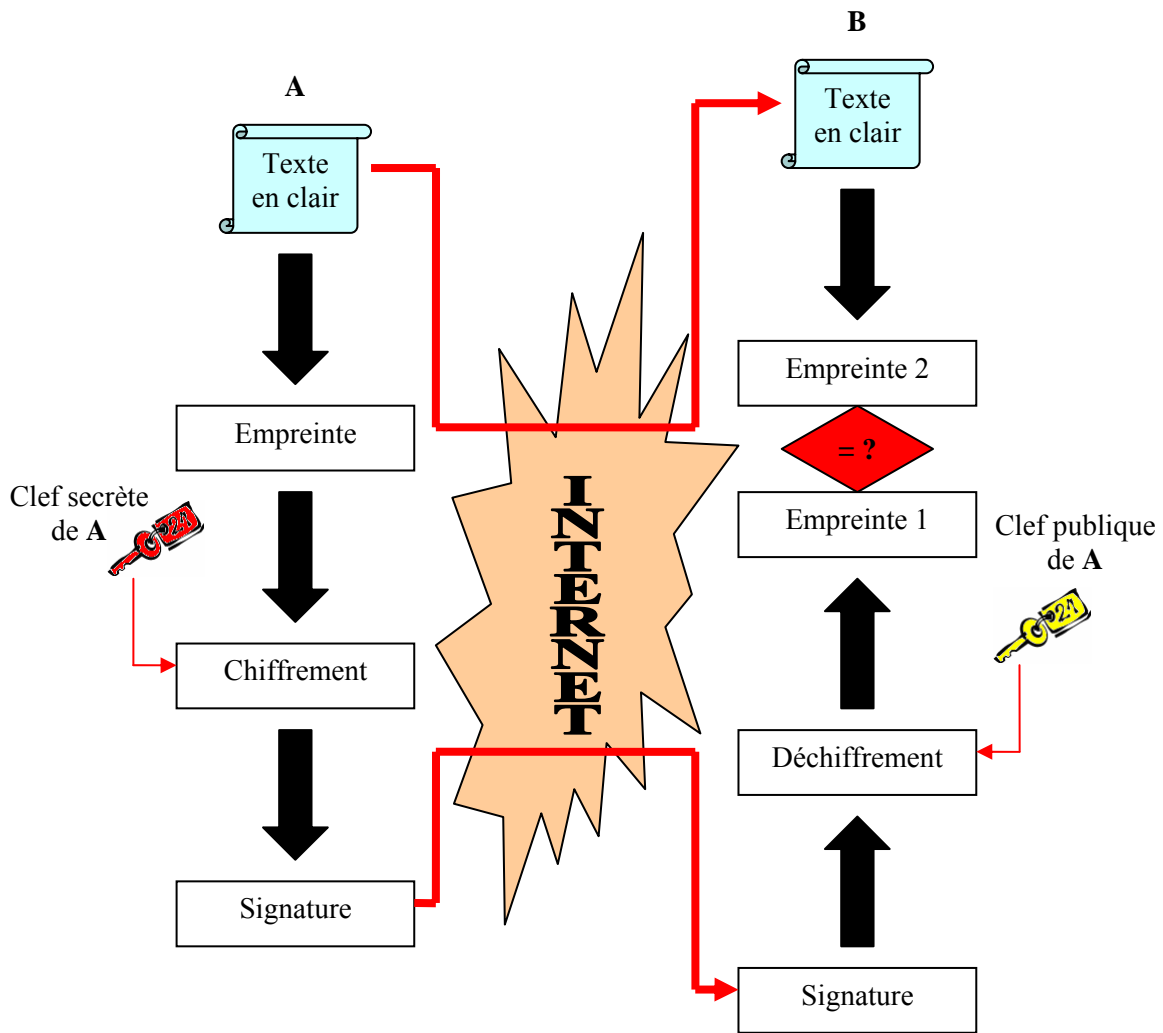 B
A
Texte
en clair
Texte
en clair
Empreinte 2
Empreinte
= ?
Clef secrète
de A
Empreinte 1
Clef publique
de A
INTERNET
Chiffrement
Déchiffrement
Signature
Signature